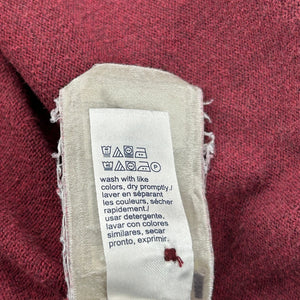 wash with like
colors, dry promptly./
laver en séparant
les couleurs, sécher
rapidement./
usar detergente,
lavar con colores
similares, secar
pronto, exprimir.